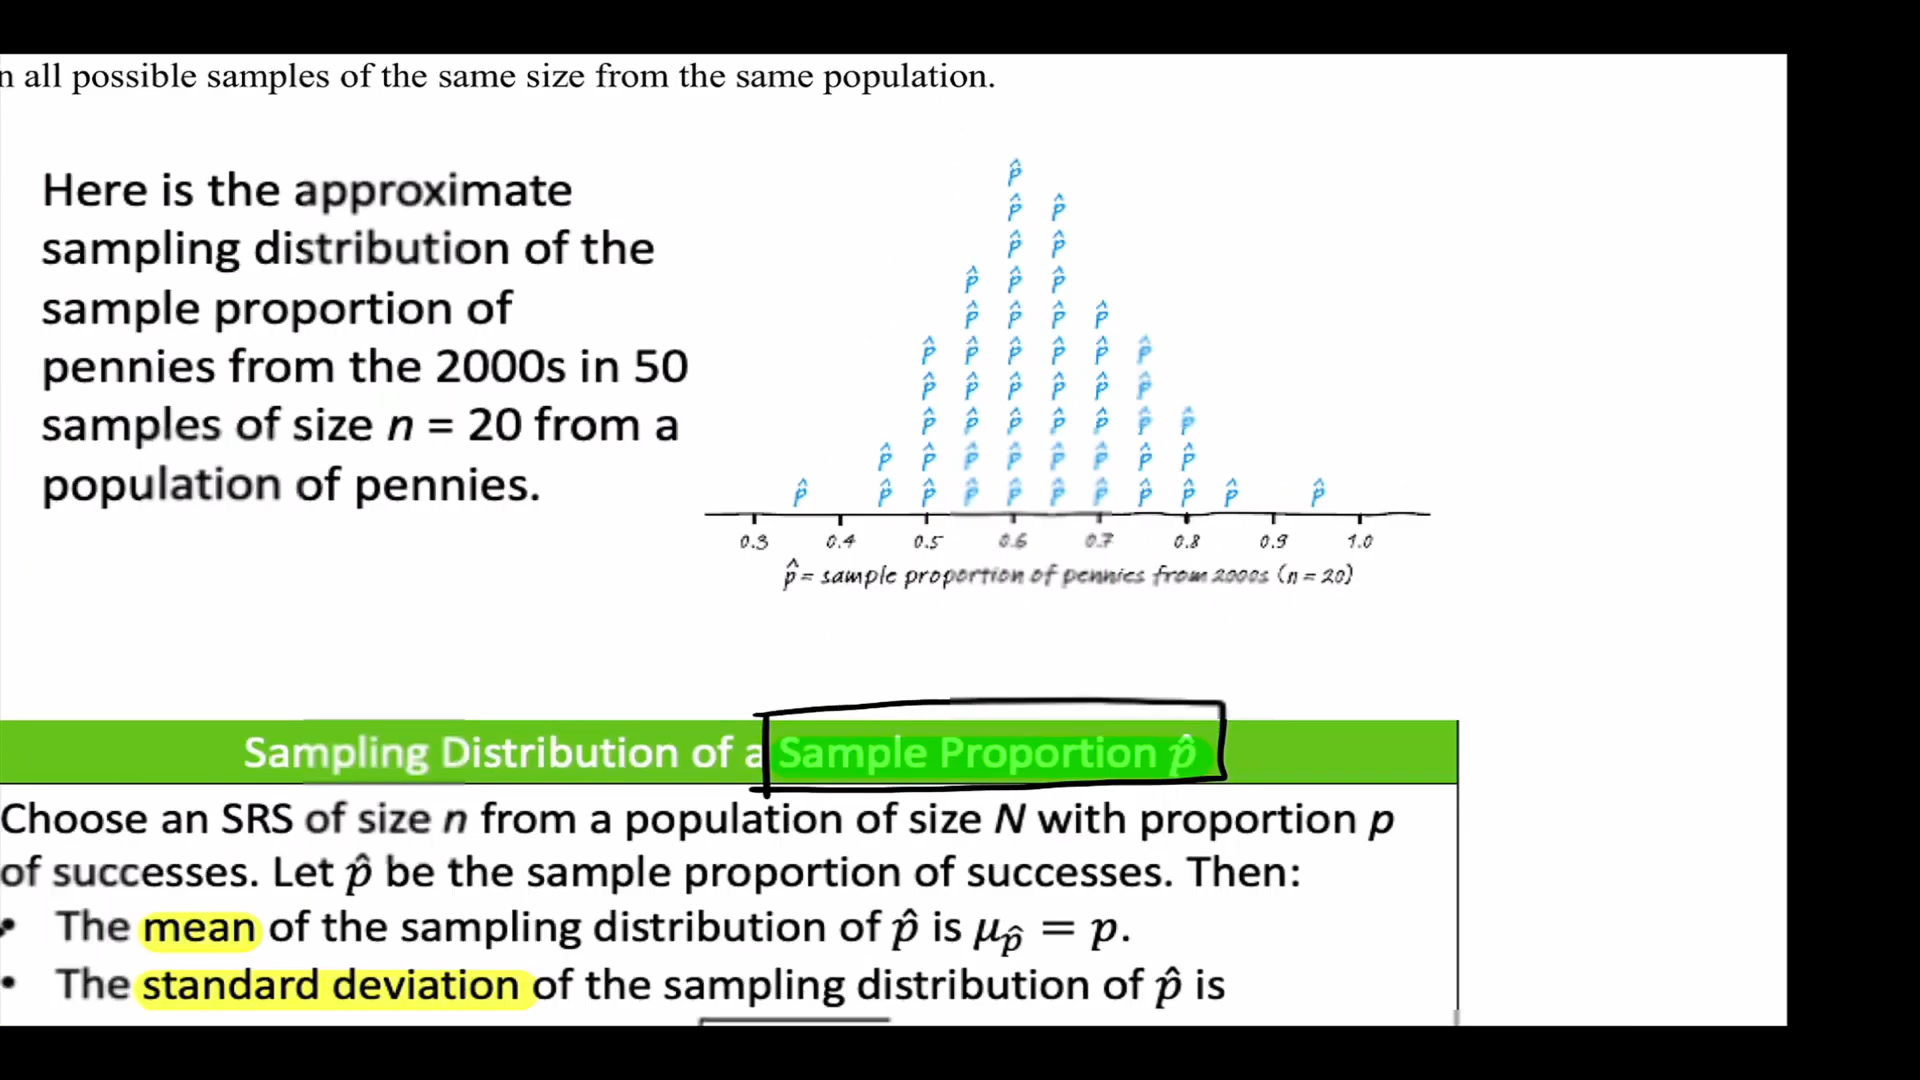 n all possible samples of the same size from the same population.
Here is the approximate
sampling distribution of the
sample proportion of
pennies from the 2000s in 50
samples of size n = 20 from a
population of pennies.
p̂
p̂ p̂
p̂ p̂
p̂ p̂ p̂
p̂ p̂ p̂ p̂
p̂ p̂ p̂ p̂ p̂ p̂
p̂ p̂ p̂ p̂ p̂ p̂
p̂ p̂ p̂ p̂ p̂ p̂ p̂
p̂ p̂ p̂ p̂ p̂ p̂ p̂ p̂
p̂ p̂ p̂ p̂ p̂ p̂ p̂ p̂ p̂ p̂ p̂
0.3 0.4 0.5 0.6 0.7 0.8 0.9 1.0
p̂ = sample proportion of pennies from 2000s (n = 20)
Sampling Distribution of a Sample Proportion p̂
Choose an SRS of size n from a population of size N with proportion p
of successes. Let p̂ be the sample proportion of successes. Then:
• The mean of the sampling distribution of p̂ is μp̂ = p.
• The standard deviation of the sampling distribution of p̂ is